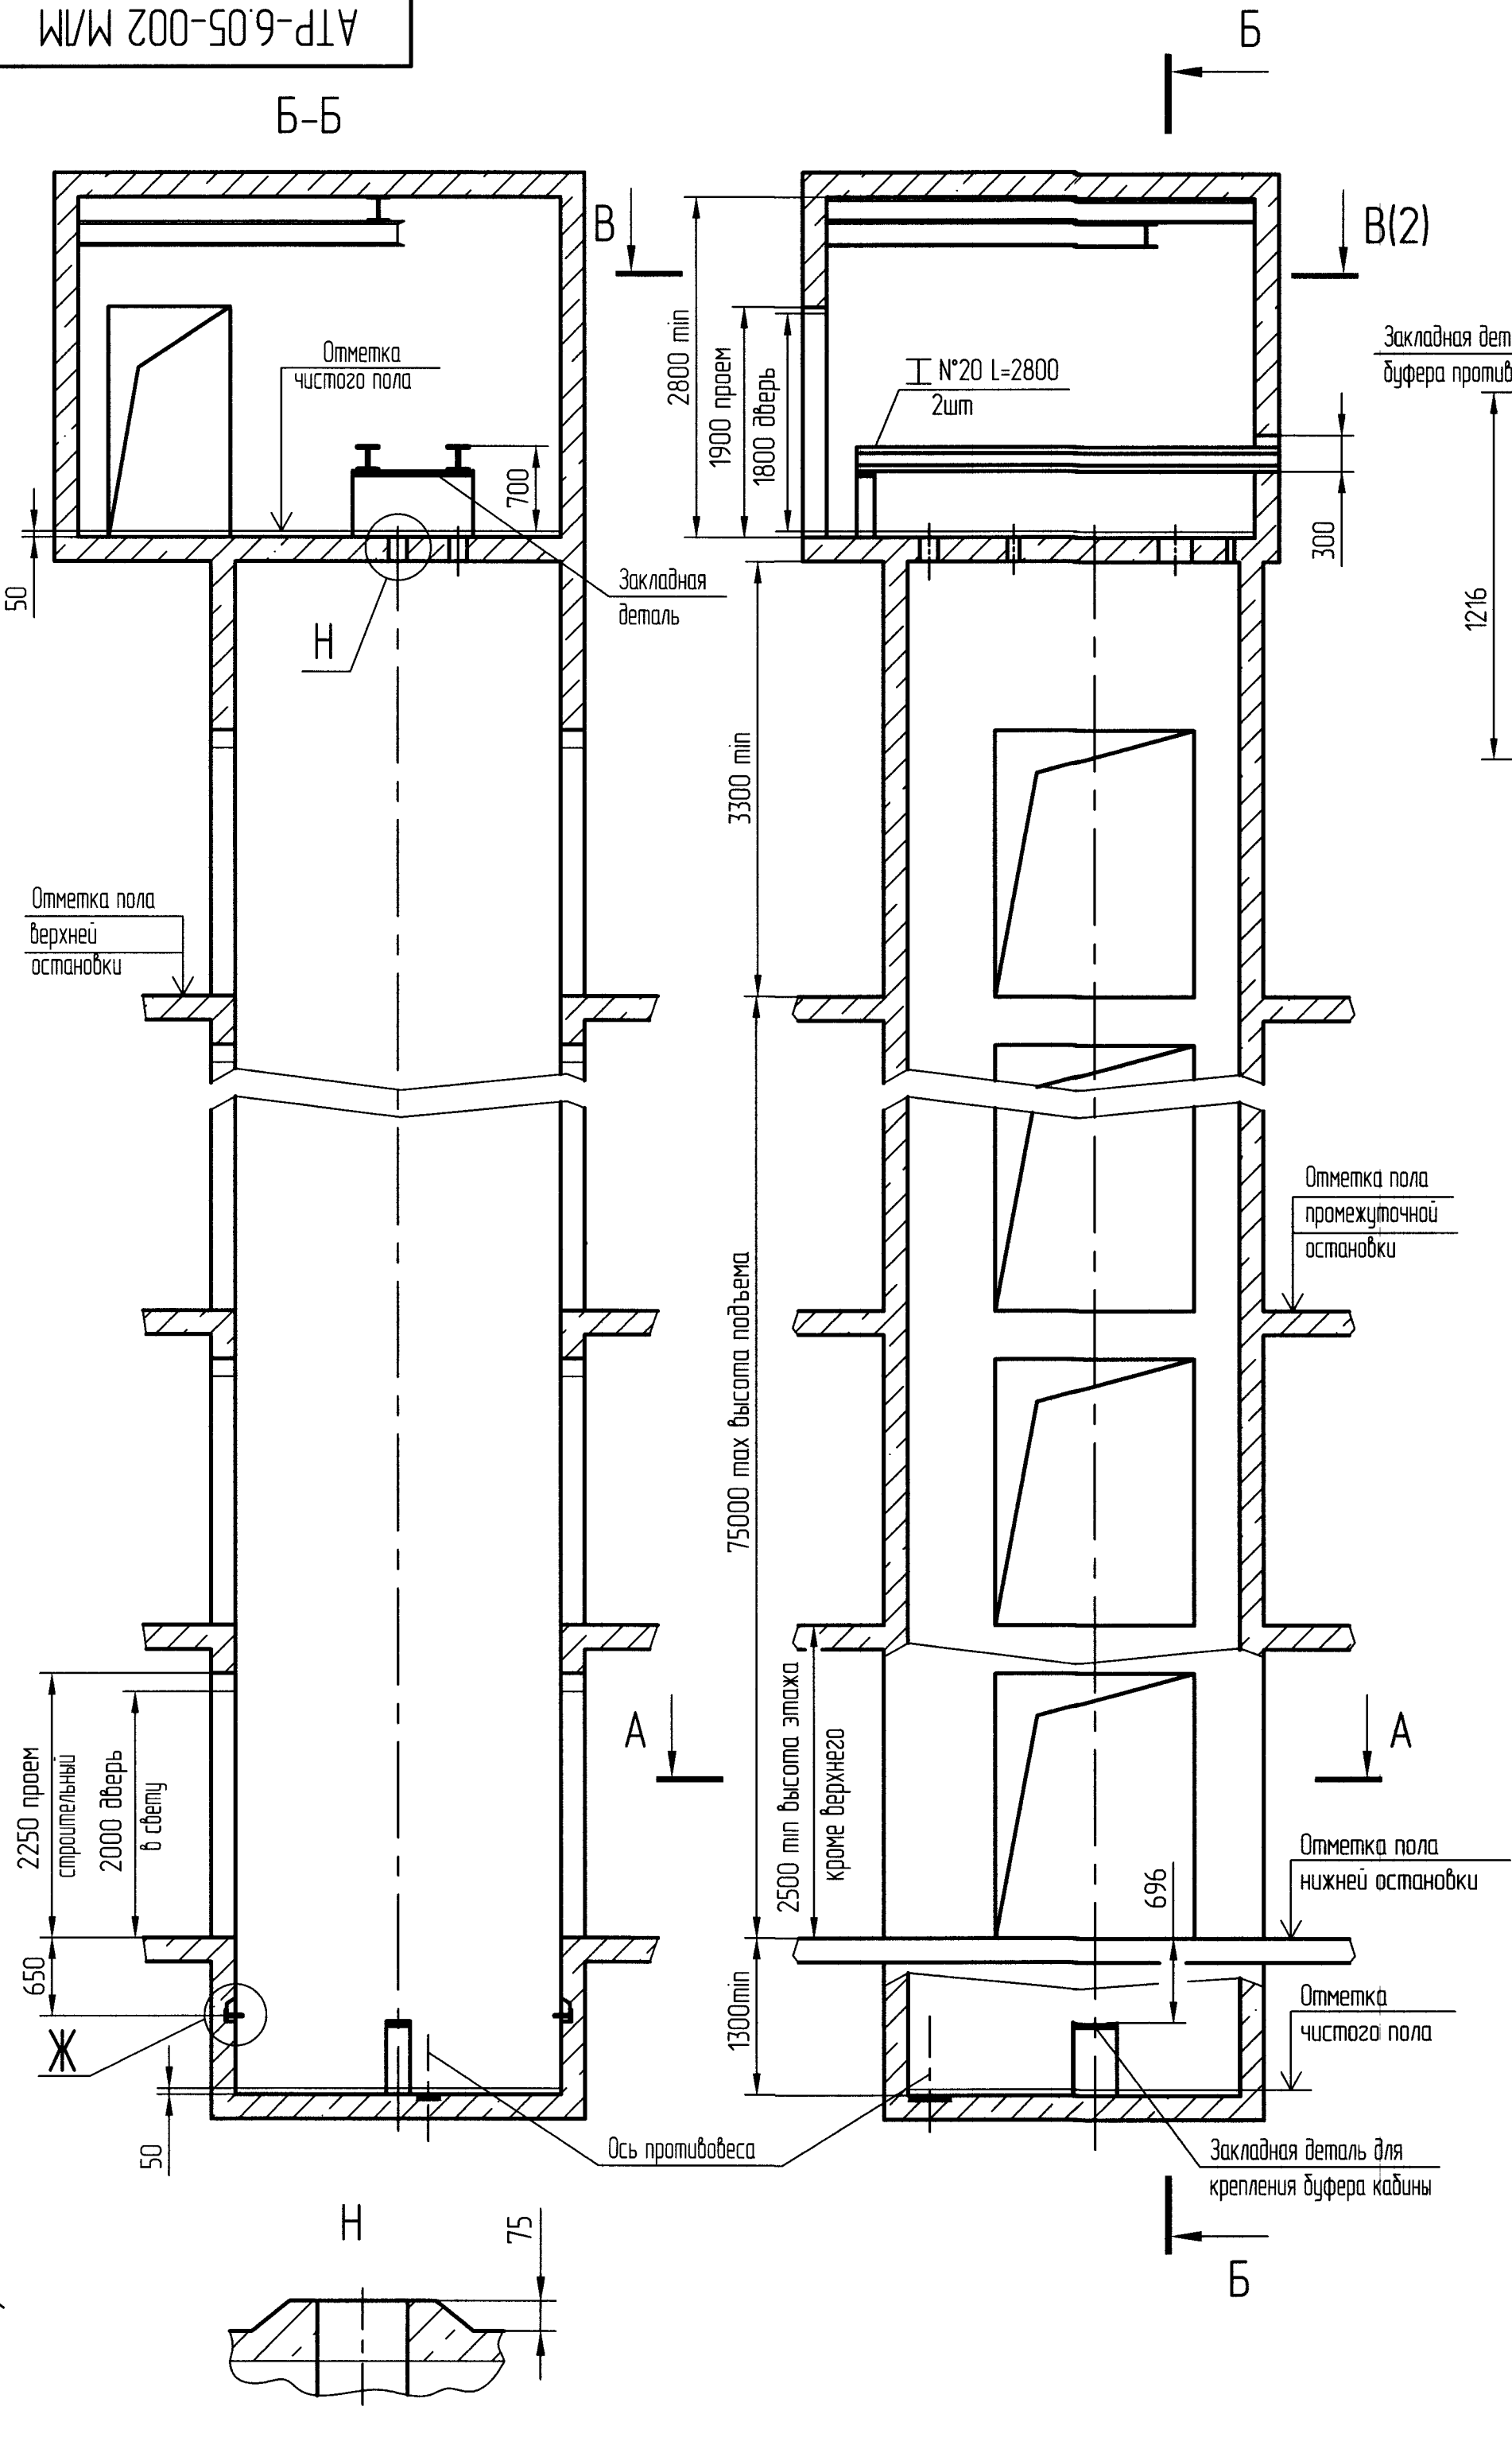 АТР-6.05-002 М/ЛМ
Б
Б-Б
В
В(2)
Отметка
чистого пола
2800 min
1900 проем
1800 дверь
N°20 L=2800
2шт
Закладная дет
буфера против
700
300
50
1216
Закладная
деталь
Н
3300 min
Отметка пола
верхней
остановки
Отметка пола
промежуточной
остановки
75000 max высота подъема
А
А
2250 проем
строительный
2000 дверь
в свету
2500 min высота этажа
кроме верхнего
Отметка пола
нижней остановки
696
650
1300min
Ж
Отметка
чистого пола
50
Ось противовеса
Закладная деталь для
крепления буфера кабины
Н
75
Б